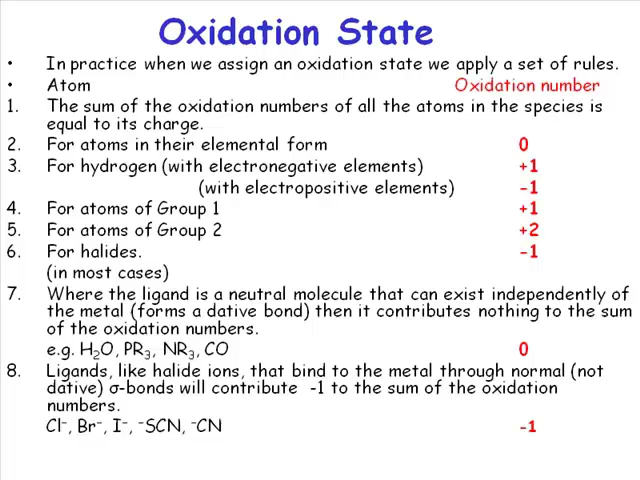 Oxidation State
• In practice when we assign an oxidation state we apply a set of rules.
• Atom Oxidation number
1. The sum of the oxidation numbers of all the atoms in the species is
equal to its charge.
2. For atoms in their elemental form 0
3. For hydrogen (with electronegative elements) +1
(with electropositive elements) -1
4. For atoms of Group 1 +1
5. For atoms of Group 2 +2
6. For halides. -1
(in most cases)
7. Where the ligand is a neutral molecule that can exist independently of
the metal (forms a dative bond) then it contributes nothing to the sum
of the oxidation numbers.
e.g. H₂O, PR₃, NR₃, CO 0
8. Ligands, like halide ions, that bind to the metal through normal (not
dative) σ-bonds will contribute -1 to the sum of the oxidation
numbers.
Cl⁻, Br⁻, I⁻, ⁻SCN, ⁻CN -1